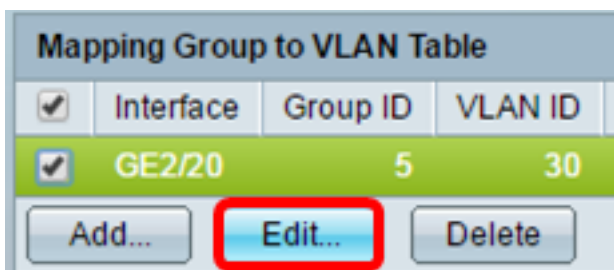 Mapping Group to VLAN Table
Interface Group ID VLAN ID
GE2/20 5 30
Add... Edit... Delete